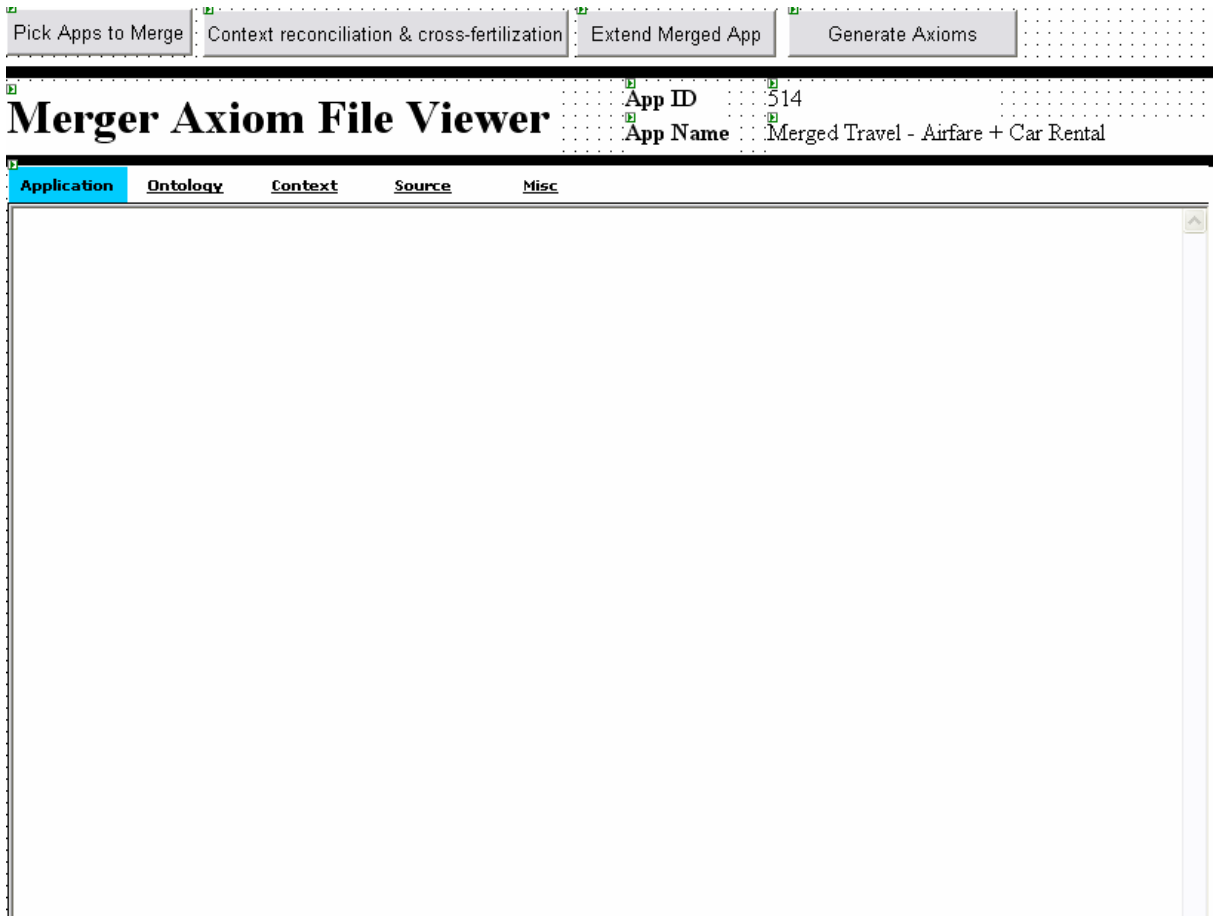 Pick Apps to Merge Context reconciliation & cross-fertilization Extend Merged App Generate Axioms
Merger Axiom File Viewer
App ID 514
App Name Merged Travel - Airfare + Car Rental
Application Ontology Context Source Misc